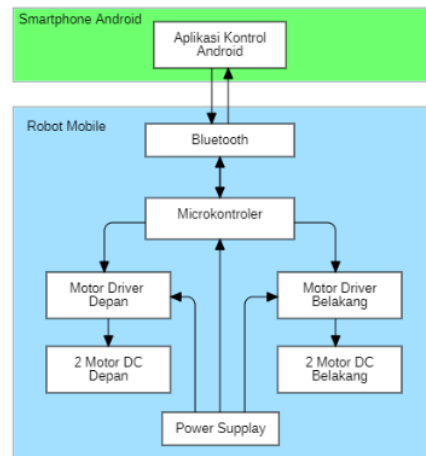 Smartphone Android
Aplikasi Kontrol
Android
Robot Mobile
Bluetooth
Microkontroler
Motor Driver
Depan
Motor Driver
Belakang
2 Motor DC
Depan
2 Motor DC
Belakang
Power Supplay